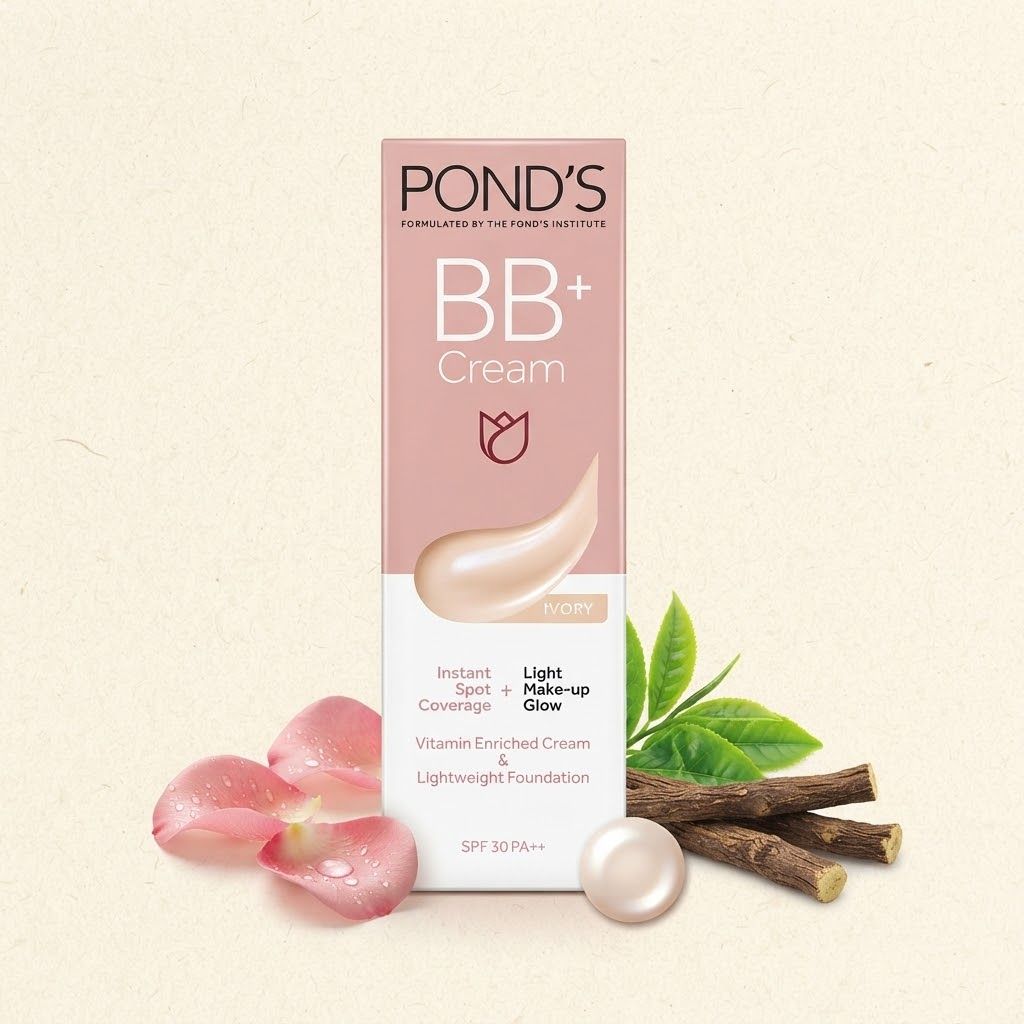 POND'S
FORMULATED BY THE FOND'S INSTITUTE
BB+
Cream
IVORY
Instant
Spot
Coverage
+
Light
Make-up
Glow
Vitamin Enriched Cream
&
Lightweight Foundation
SPF 30 PA++